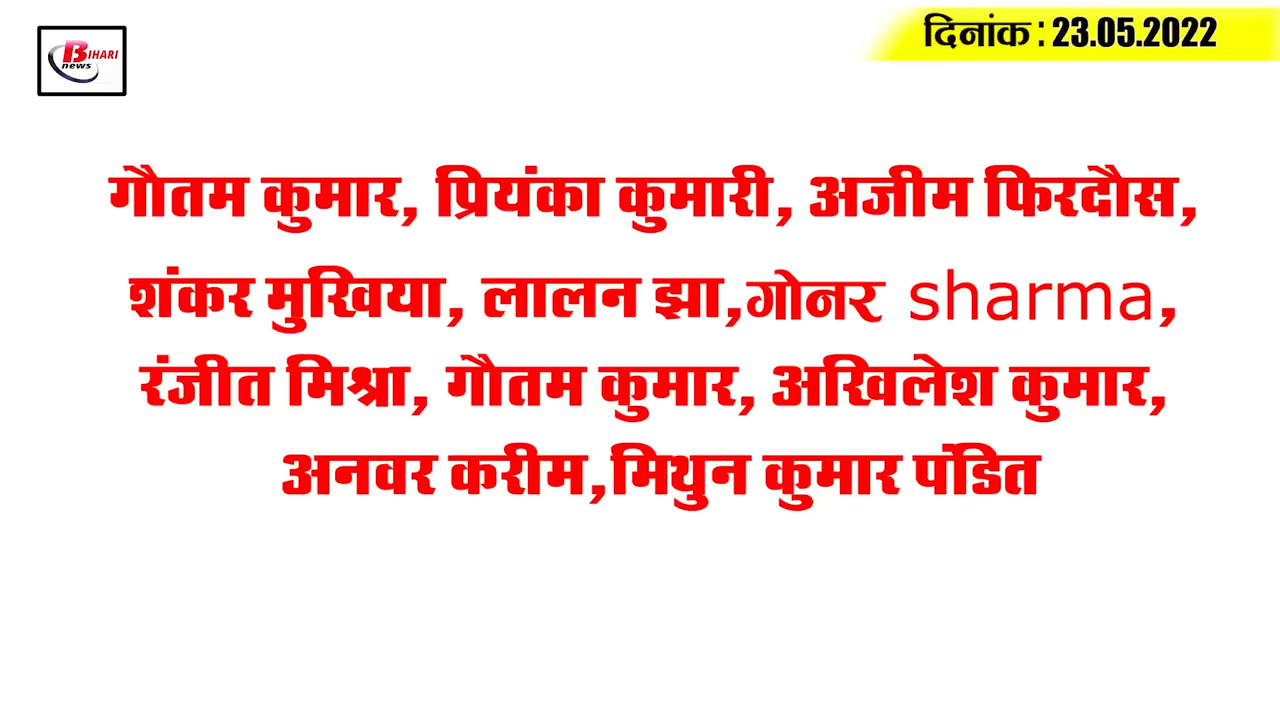 BIHARI
news
दिनांक : 23.05.2022
गौतम कुमार, प्रियंका कुमारी, अजीम फिरदौस,
शंकर मुखिया, लालन झा,गोनर sharma,
रंजीत मिश्रा, गौतम कुमार, अखिलेश कुमार,
अनवर करीम,मिथुन कुमार पंडित